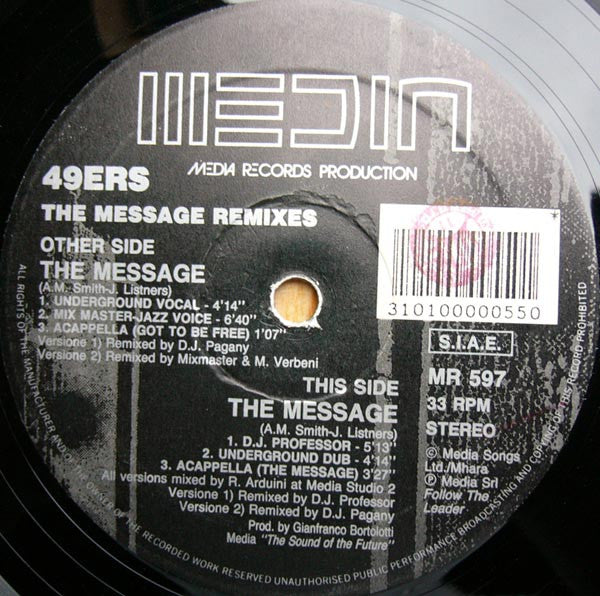 MEDIA
MEDIA RECORDS PRODUCTION
49ERS
THE MESSAGE REMIXES
OTHER SIDE
THE MESSAGE
(A.M. Smith-J. Listners)
1. UNDERGROUND VOCAL - 4'14"
2. MIX MASTER-JAZZ VOICE - 6'40"
3. ACAPPELLA (GOT TO BE FREE) 1'07"
Versione 1) Remixed by D.J. Pagany
Versione 2) Remixed by Mixmaster & M. Verbeni
310100000550
S.I.A.E.
MR 597
33 RPM
STEREO
© Media Songs
Ltd./Mhara
℗ Media Srl
Follow The
Leader
THIS SIDE
THE MESSAGE
(A.M. Smith-J. Listners)
1. D.J. PROFESSOR - 5'13"
2. UNDERGROUND DUB - 4'14"
3. ACAPPELLA (THE MESSAGE) 3'27"
All versions mixed by R. Arduini at Media Studio 2
Versione 1) Remixed by D.J. Professor
Versione 2) Remixed by D.J. Pagany
Prod. by Gianfranco Bortolotti
Media "The Sound of the Future"
ALL RIGHTS OF THE MANUFACTURER AND OF THE OWNER OF THE RECORDED WORK RESERVED UNAUTHORISED PUBLIC PERFORMANCE BROADCASTING AND COPYING OF THIS RECORD PROHIBITED